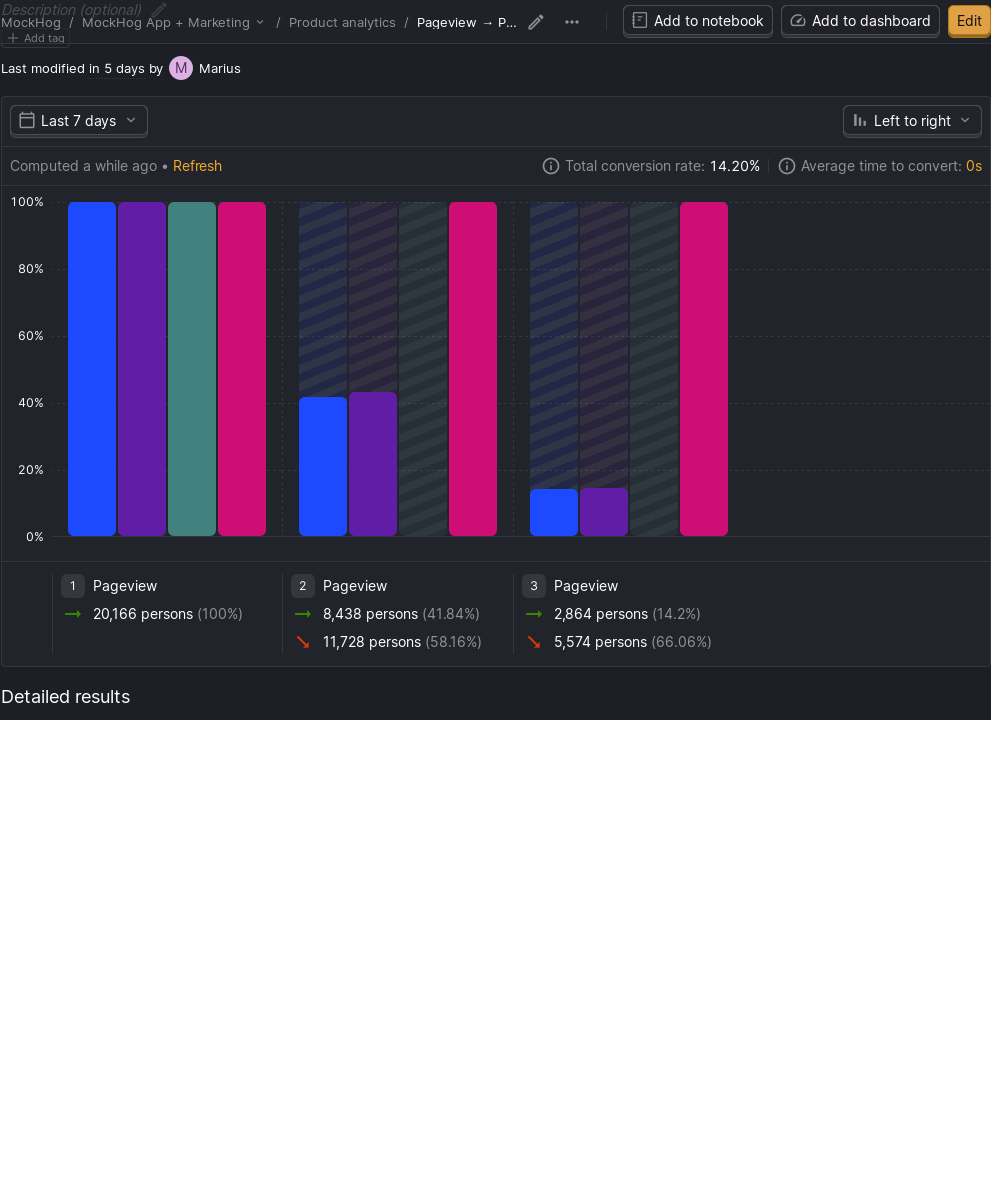 Description (optional)
MockHog / MockHog App + Marketing / Product analytics / Pageview → P...
Add to notebook
Add to dashboard
Edit
Add tag
Last modified in 5 days by M Marius
Last 7 days
Left to right
Computed a while ago • Refresh
Total conversion rate: 14.20%
Average time to convert: 0s
100%
80%
60%
40%
20%
0%
1 Pageview
20,166 persons (100%)
2 Pageview
8,438 persons (41.84%)
11,728 persons (58.16%)
3 Pageview
2,864 persons (14.2%)
5,574 persons (66.06%)
Detailed results